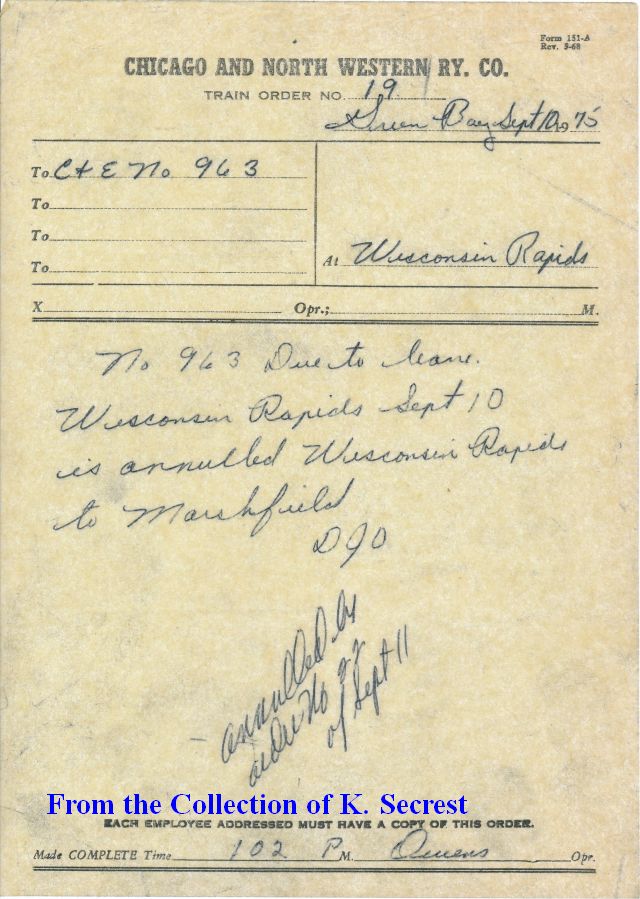 Form 151-A
Rev. 5-68
CHICAGO AND NORTH WESTERN RY. CO.
TRAIN ORDER NO. 19
Green Bay Sept 10 1975
To C & E No 963
To
To
To
At Wisconsin Rapids
X Opr.; M.
No 963 Due to leave
Wisconsin Rapids Sept 10
is annulled Wisconsin Rapids
to Marshfield
DJO
annulled by
order No 22
of Sept 11
From the Collection of K. Secrest
EACH EMPLOYEE ADDRESSED MUST HAVE A COPY OF THIS ORDER.
Made COMPLETE Time 102 P M. Owens Opr.